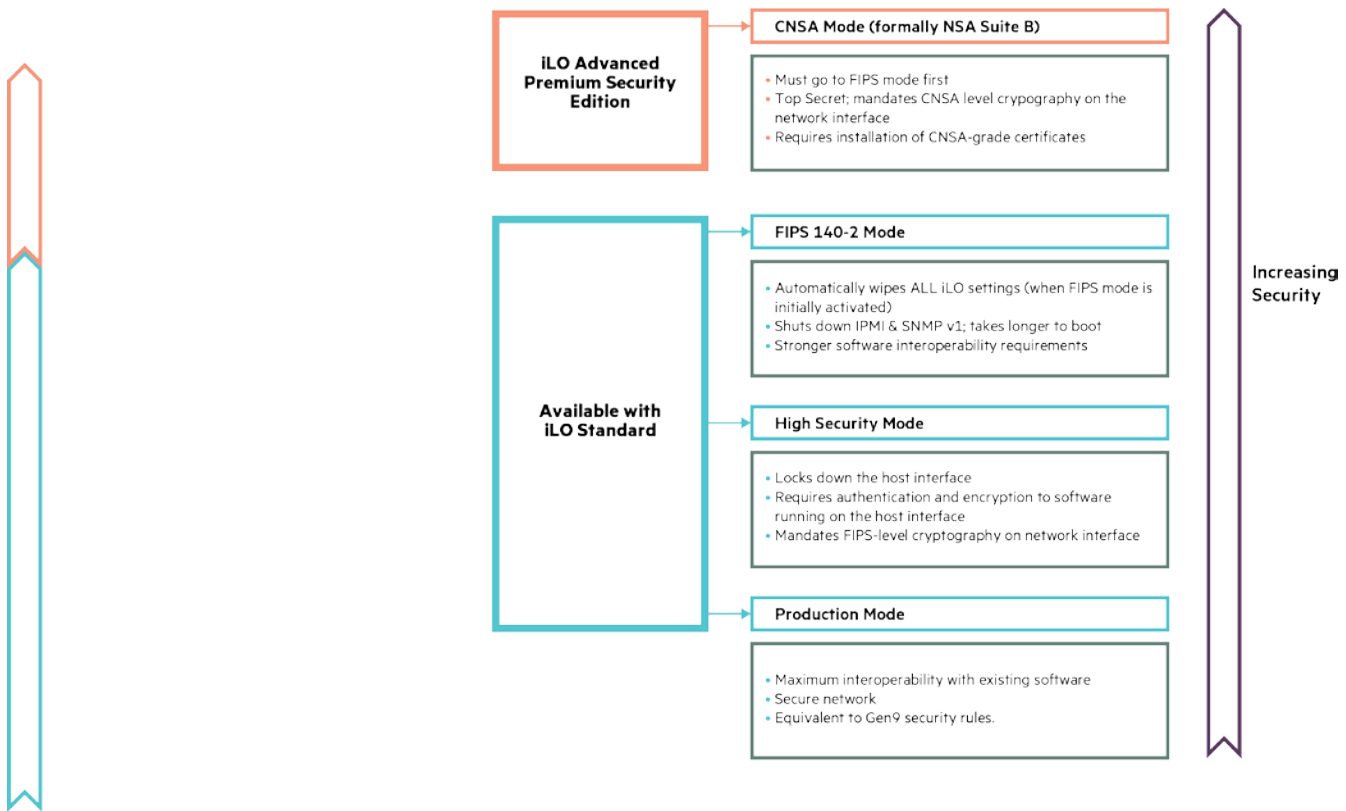 iLO Advanced
Premium Security
Edition
CNSA Mode (formally NSA Suite B)
• Must go to FIPS mode first
• Top Secret; mandates CNSA level crypography on the
network interface
• Requires installation of CNSA-grade certificates
Available with
iLO Standard
FIPS 140-2 Mode
• Automatically wipes ALL iLO settings (when FIPS mode is
initially activated)
• Shuts down IPMI & SNMP v1; takes longer to boot
• Stronger software interoperability requirements
High Security Mode
• Locks down the host interface
• Requires authentication and encryption to software
running on the host interface
• Mandates FIPS-level cryptography on network interface
Production Mode
• Maximum interoperability with existing software
• Secure network
• Equivalent to Gen9 security rules.
Increasing
Security